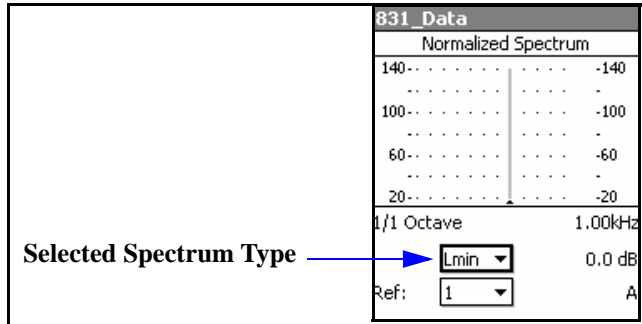 831_Data
Normalized Spectrum
140 -140
100 -100
60 -60
20 -20
1/1 Octave 1.00kHz
Selected Spectrum Type Lmin 0.0 dB
Ref: 1 A